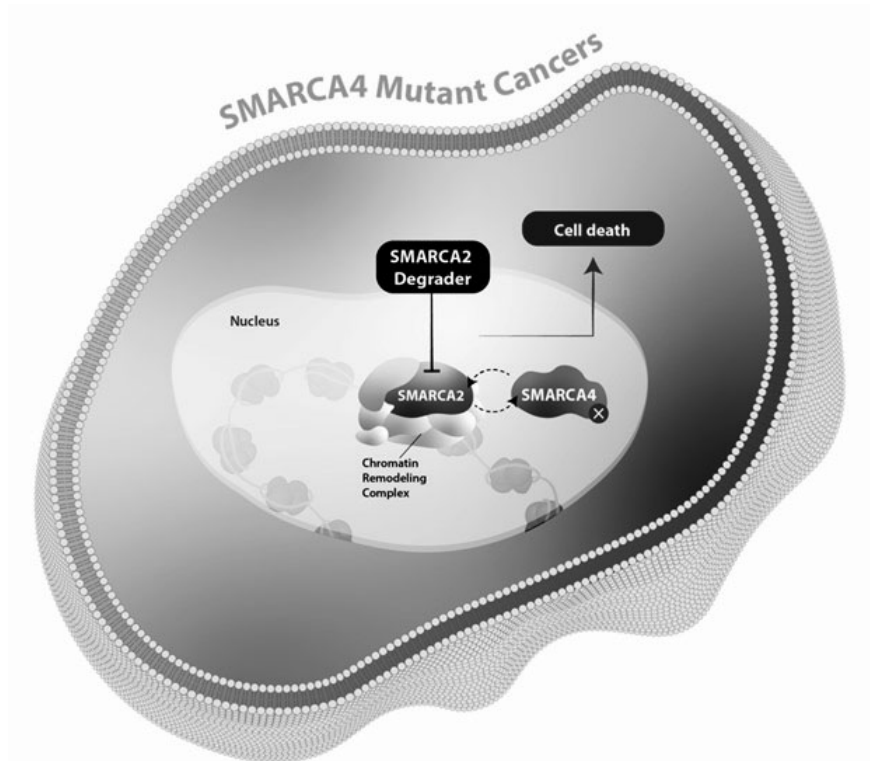 SMARCA4 Mutant Cancers
Cell death
SMARCA2
Degrader
Nucleus
SMARCA2
SMARCA4
Chromatin
Remodeling
Complex